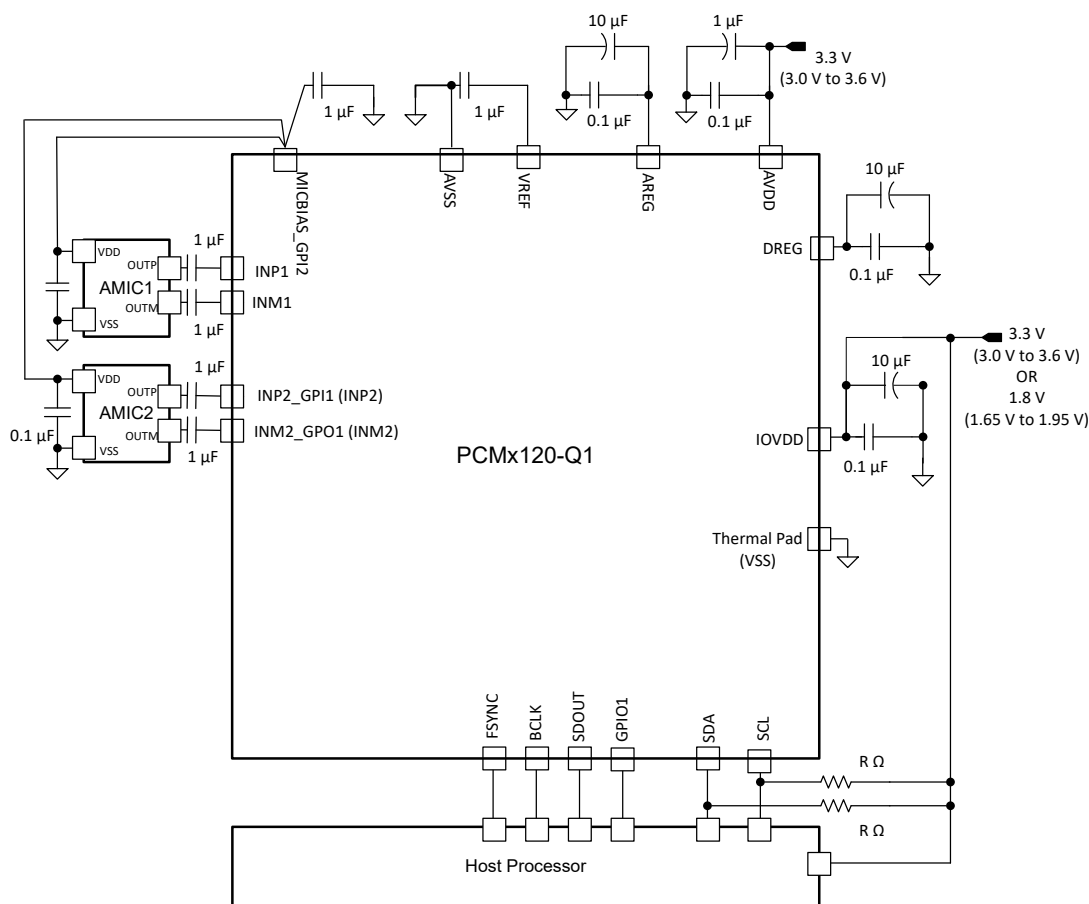 10 µF
1 µF
3.3 V
(3.0 V to 3.6 V)
1 µF
1 µF
0.1 µF
0.1 µF
MICBIAS_GPI2
AVSS
VREF
AREG
AVDD
10 µF
DREG
0.1 µF
1 µF
VDD
OUTP
INP1
AMIC1
OUTM
INM1
VSS
1 µF
3.3 V
(3.0 V to 3.6 V)
OR
1.8 V
(1.65 V to 1.95 V)
10 µF
1 µF
VDD
OUTP
INP2_GPI1 (INP2)
AMIC2
0.1 µF
OUTM
INM2_GPO1 (INM2)
VSS
1 µF
IOVDD
0.1 µF
PCMx120-Q1
Thermal Pad
(VSS)
FSYNC
BCLK
SDOUT
GPIO1
SDA
SCL
R Ω
R Ω
Host Processor